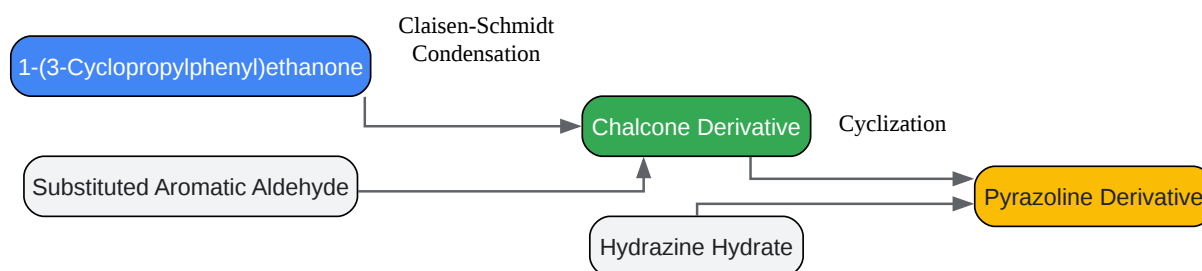 Claisen-Schmidt
Condensation
1-(3-Cyclopropylphenyl)ethanone
Chalcone Derivative
Cyclization
Substituted Aromatic Aldehyde
Pyrazoline Derivative
Hydrazine Hydrate